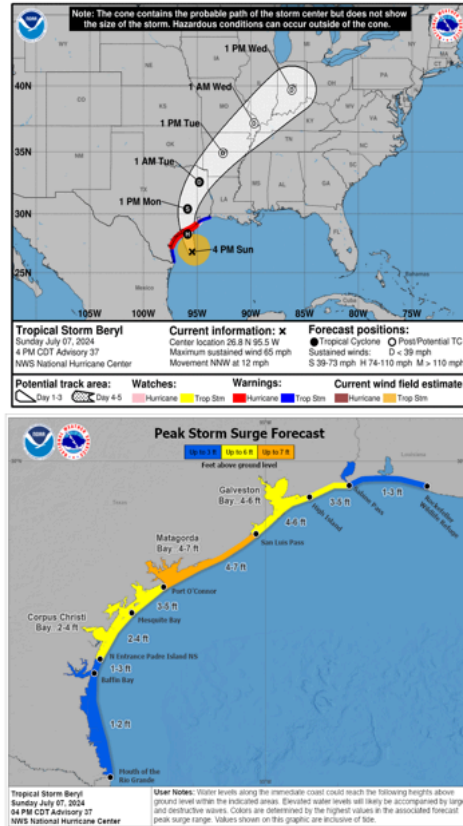 Note: The cone contains the probable path of the storm center but does not show
the size of the storm. Hazardous conditions can occur outside of the cone.
1 PM Wed
40N
1 AM Wed
1 PM Tue
35N
1 AM Tue
1 PM Mon
30N
4 PM Sun
25N
Mexico
Cuba
Bahamas
105W
100W
95W
90W
85W
80W
75W
Tropical Storm Beryl
Sunday July 07, 2024
4 PM CDT Advisory 37
NWS National Hurricane Center
Current information: ×
Center location 26.8 N 95.5 W
Maximum sustained wind 65 mph
Movement NNW at 12 mph
Forecast positions:
Tropical Cyclone Post/Potential TC
Sustained winds: D < 39 mph
S 39-73 mph H 74-110 mph M > 110 mph
Potential track area:
Day 1-3 Day 4-5
Watches:
Hurricane Trop Stm
Warnings:
Hurricane Trop Stm
Current wind field estimate
Hurricane Trop Stm
Peak Storm Surge Forecast
Up to 3 ft Up to 6 ft Up to 7 ft
Feet above ground level
Louisiana
Texas
Galveston
Bay : 4-6 ft
1-3 ft
3-5 ft
Sabine Pass
Rockefeller
Wildlife Refuge
4-6 ft
High Island
San Luis Pass
Matagorda
Bay : 4-7 ft
4-7 ft
Port O'Connor
3-5 ft
Mesquite Bay
Corpus Christi
Bay : 2-4 ft
2-4 ft
N Entrance Padre Island NS
1-3 ft
Baffin Bay
1-2 ft
Mouth of the
Rio Grande
Tropical Storm Beryl
Sunday July 07, 2024
04 PM CDT Advisory 37
NWS National Hurricane Center
User Notes: Water levels along the immediate coast could reach the following heights above
ground level within the indicated areas. Elevated water levels will likely be accompanied by large
and destructive waves. Colors are determined by the highest values in the associated forecast
peak surge range. Values shown on this graphic are inclusive of tide.